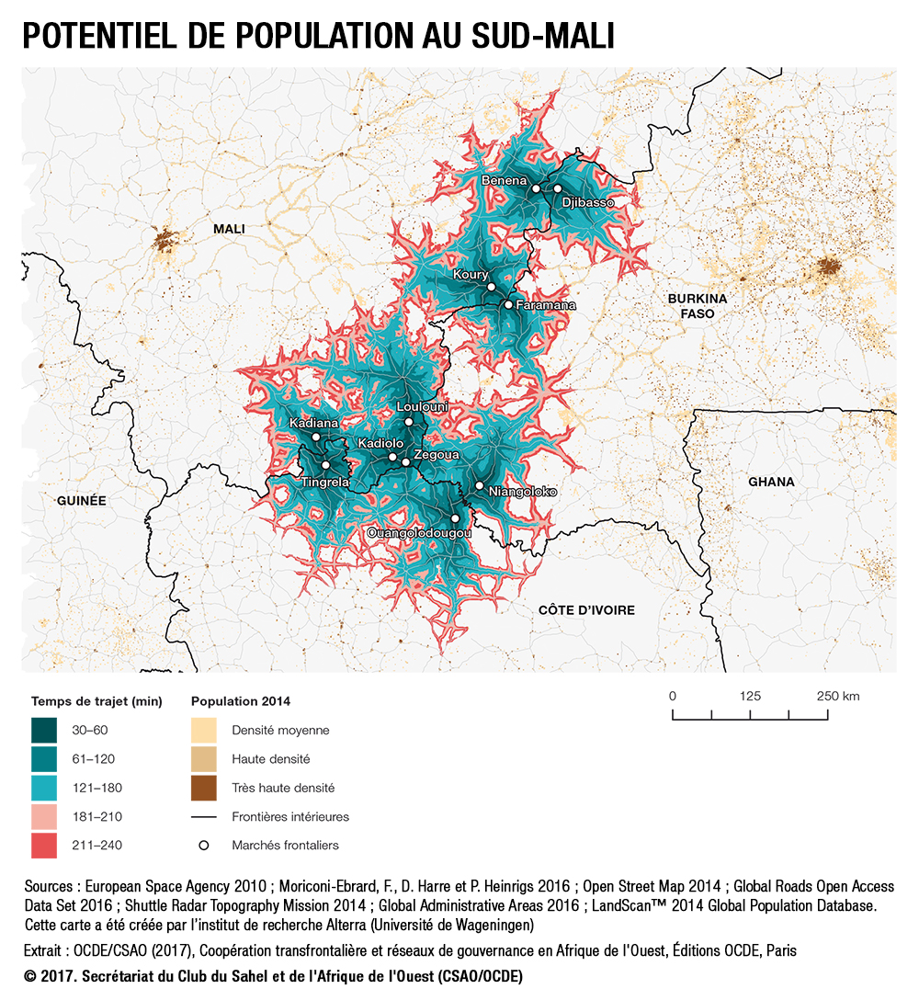 POTENTIEL DE POPULATION AU SUD-MALI
Benena
Djibasso
MALI
Koury
Faramana
BURKINA
FASO
Loulouni
Kadiana
Kadiolo
Zegoua
Tingrela
GHANA
Niangoloko
GUINÉE
Ouangolodougou
CÔTE D'IVOIRE
Temps de trajet (min)
30–60
61–120
121–180
181–210
211–240
Population 2014
Densité moyenne
Haute densité
Très haute densité
Frontières intérieures
Marchés frontaliers
0 125 250 km
Sources : European Space Agency 2010 ; Moriconi-Ebrard, F., D. Harre et P. Heinrigs 2016 ; Open Street Map 2014 ; Global Roads Open Access
Data Set 2016 ; Shuttle Radar Topography Mission 2014 ; Global Administrative Areas 2016 ; LandScan™ 2014 Global Population Database.
Cette carte a été créée par l'institut de recherche Alterra (Université de Wageningen)
Extrait : OCDE/CSAO (2017), Coopération transfrontalière et réseaux de gouvernance en Afrique de l'Ouest, Éditions OCDE, Paris
© 2017. Secrétariat du Club du Sahel et de l'Afrique de l'Ouest (CSAO/OCDE)